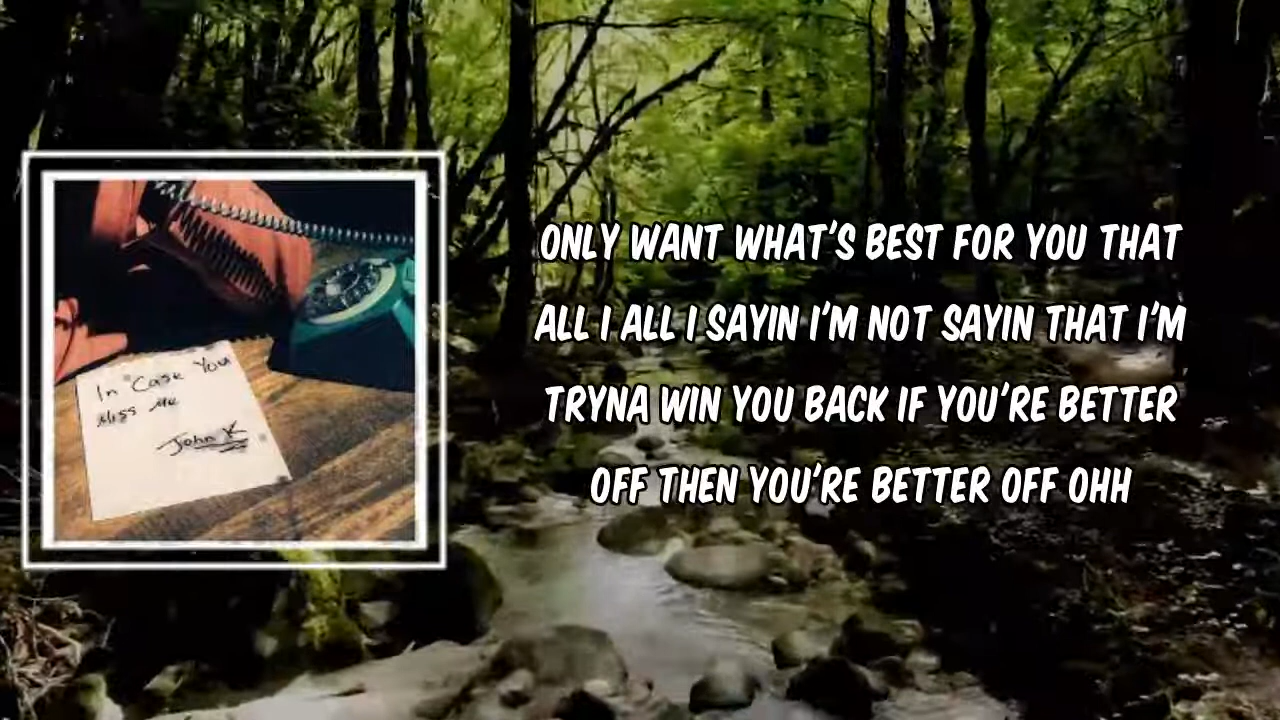 In Case You
Miss Me
John K
ONLY WANT WHAT'S BEST FOR YOU THAT
ALL I ALL I SAYIN I'M NOT SAYIN THAT I'M
TRYNA WIN YOU BACK IF YOU'RE BETTER
OFF THEN YOU'RE BETTER OFF OHH